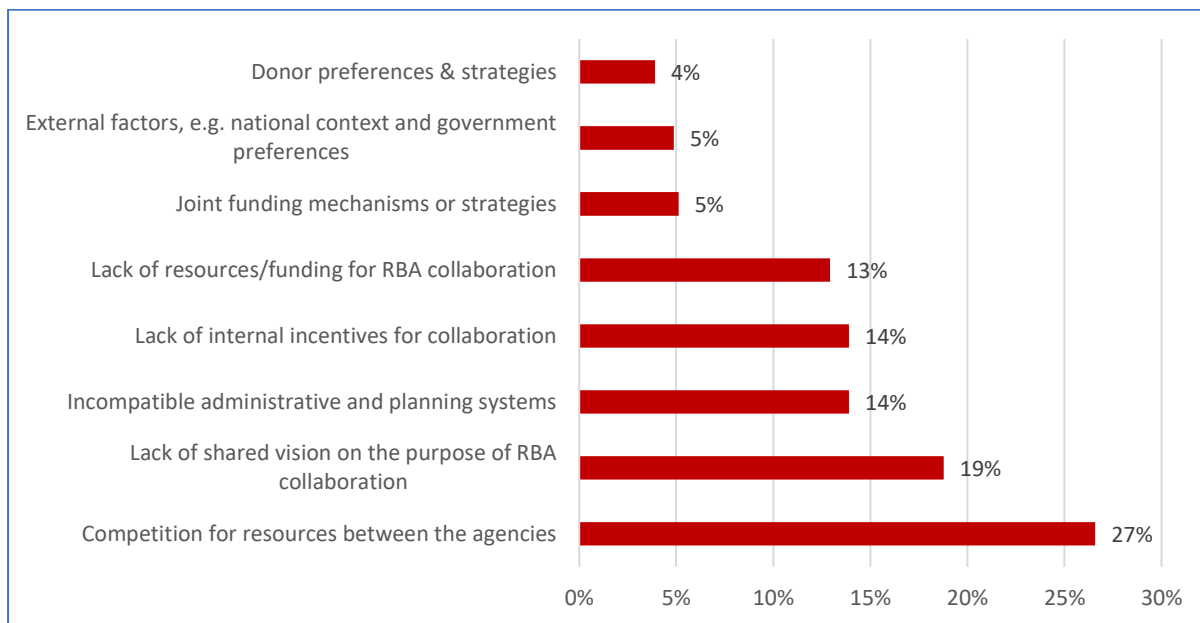 Donor preferences & strategies
4%
External factors, e.g. national context and government
preferences
5%
Joint funding mechanisms or strategies
5%
Lack of resources/funding for RBA collaboration
13%
Lack of internal incentives for collaboration
14%
Incompatible administrative and planning systems
14%
Lack of shared vision on the purpose of RBA
collaboration
19%
Competition for resources between the agencies
27%
0% 5% 10% 15% 20% 25% 30%